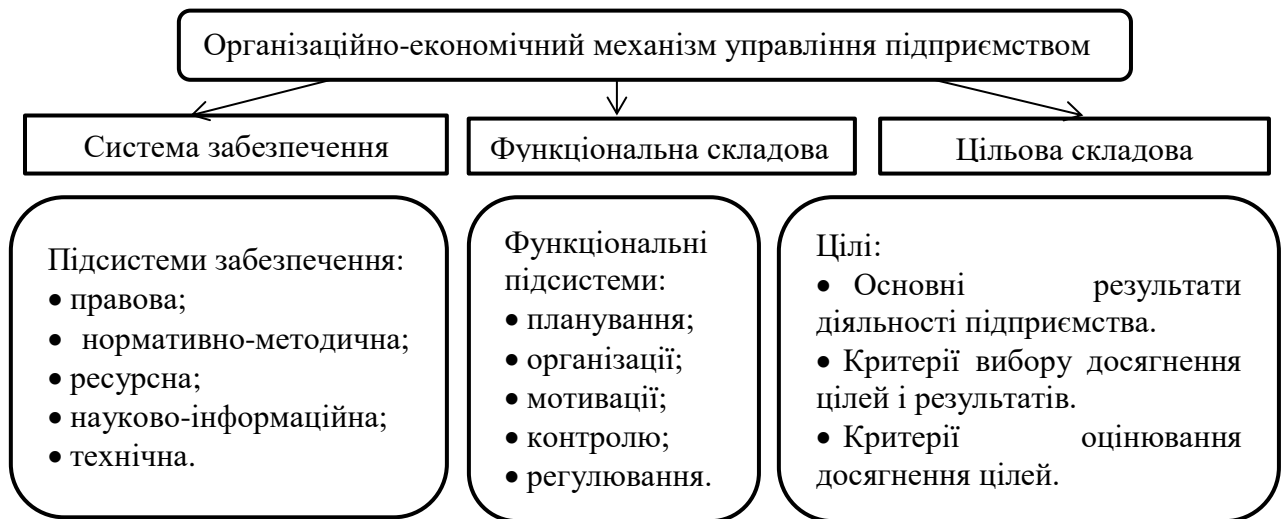 Організаційно-економічний механізм управління підприємством
Система забезпечення
Функціональна складова
Цільова складова
Підсистеми забезпечення:
• правова;
• нормативно-методична;
• ресурсна;
• науково-інформаційна;
• технічна.
Функціональні
підсистеми:
• планування;
• організації;
• мотивації;
• контролю;
• регулювання.
Цілі:
• Основні результати
діяльності підприємства.
• Критерії вибору досягнення
цілей і результатів.
• Критерії оцінювання
досягнення цілей.